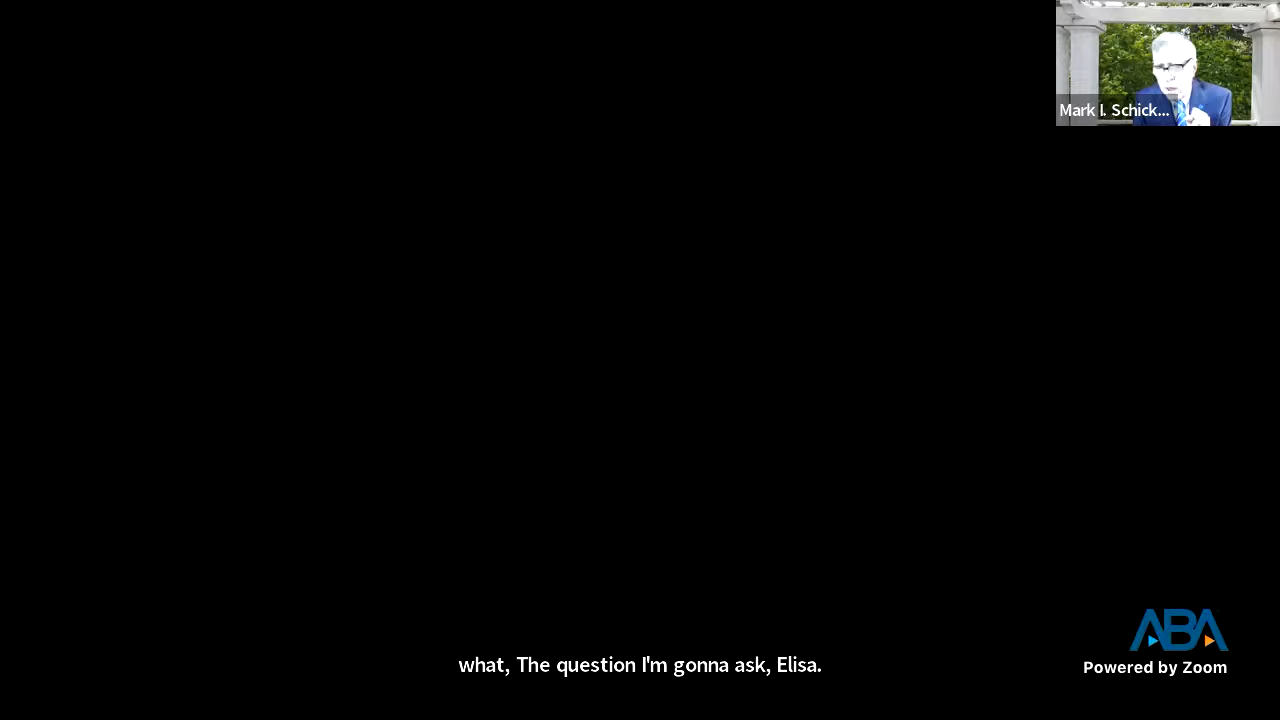 Mark I. Schick...
what, The question I'm gonna ask, Elisa.
ABA
Powered by Zoom